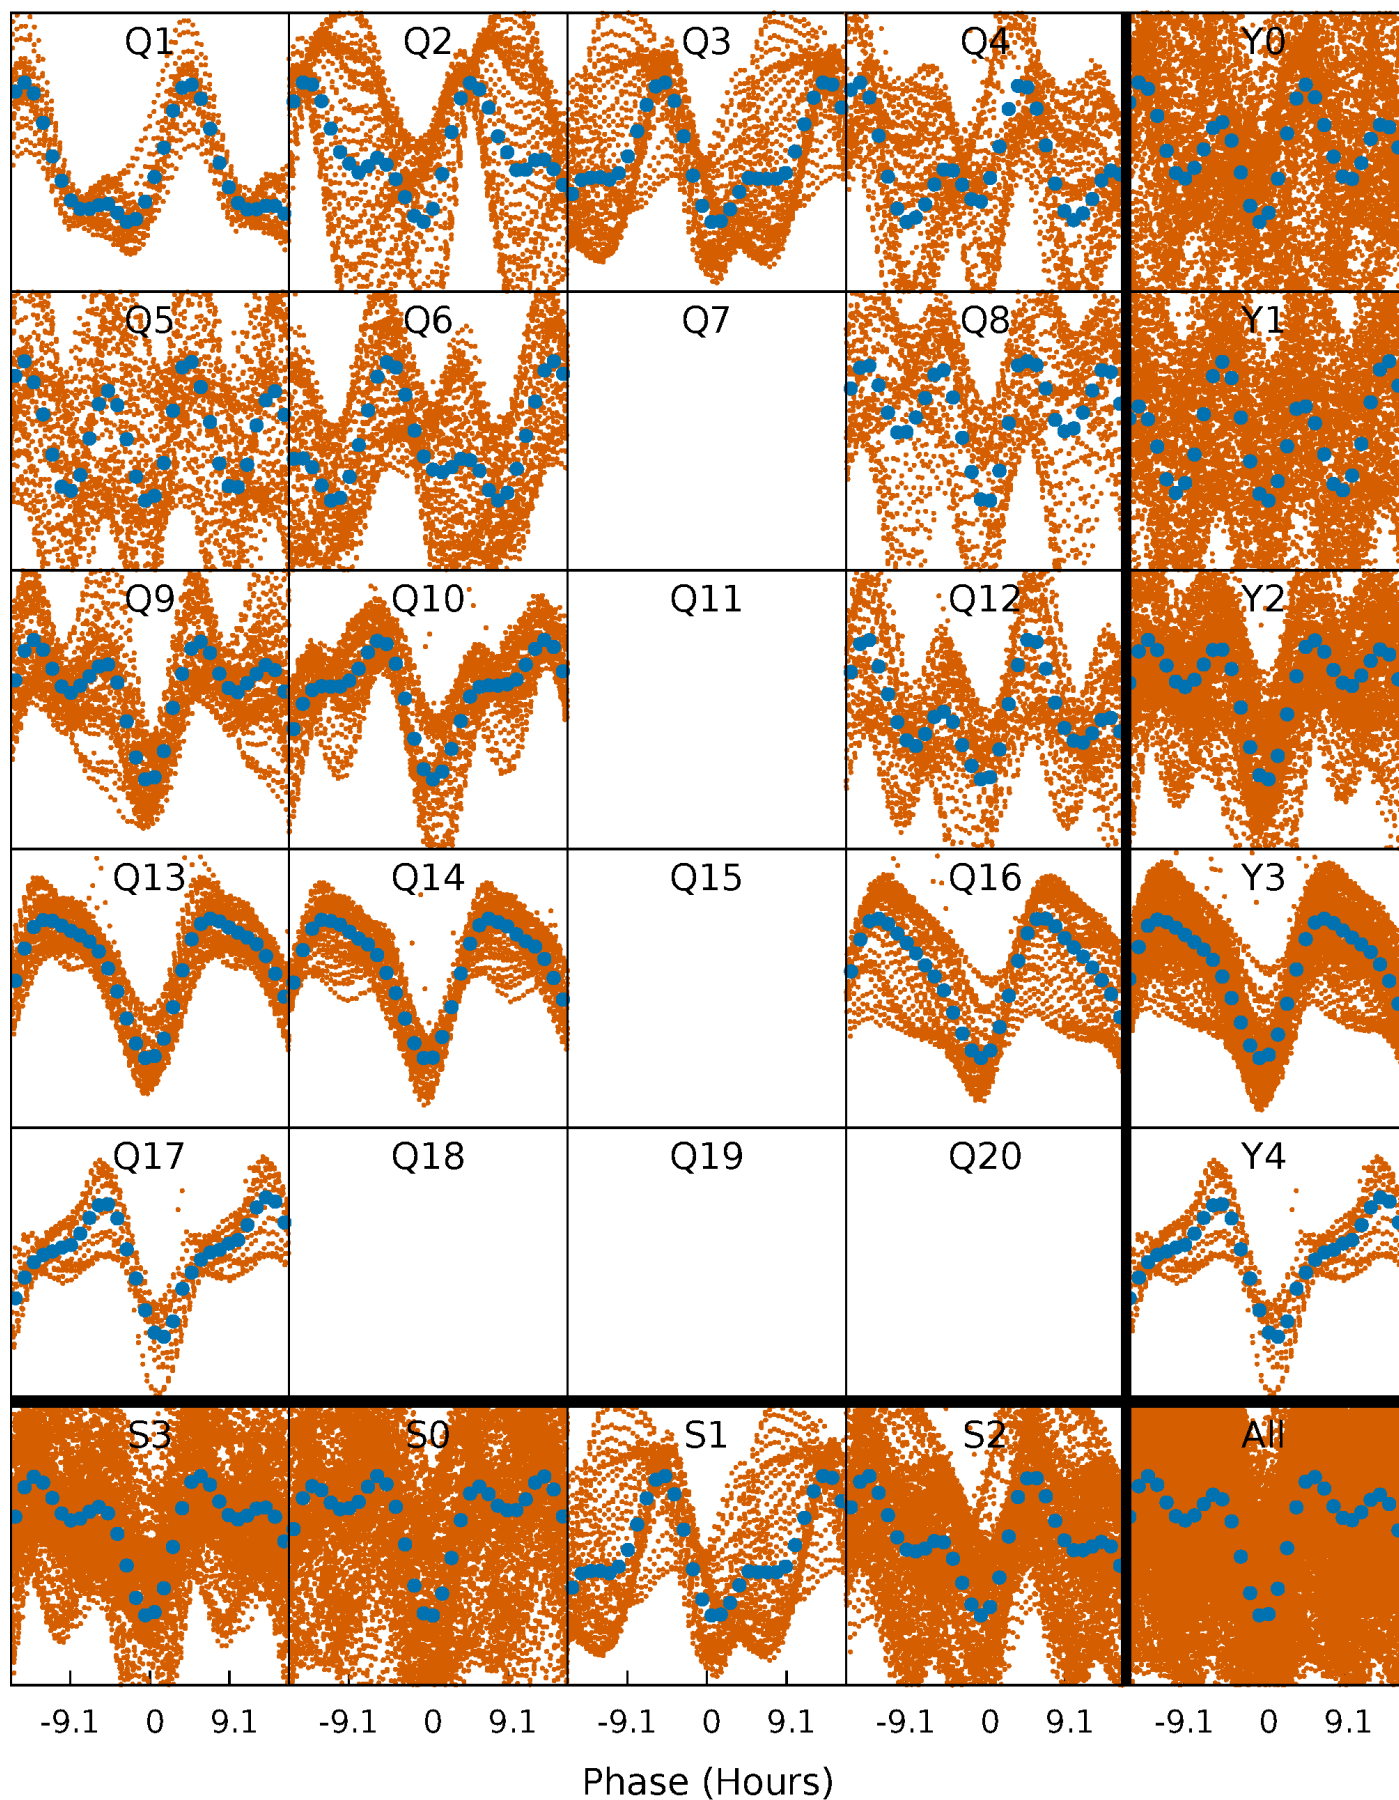 Q1 Q2 Q3 Q4 Y0
Q5 Q6 Q7 Q8 Y1
Q9 Q10 Q11 Q12 Y2
Q13 Q14 Q15 Q16 Y3
Q17 Q18 Q19 Q20 Y4
S3 S0 S1 S2 All
-9.1 0 9.1 -9.1 0 9.1 -9.1 0 9.1 -9.1 0 9.1 -9.1 0 9.1
Phase (Hours)